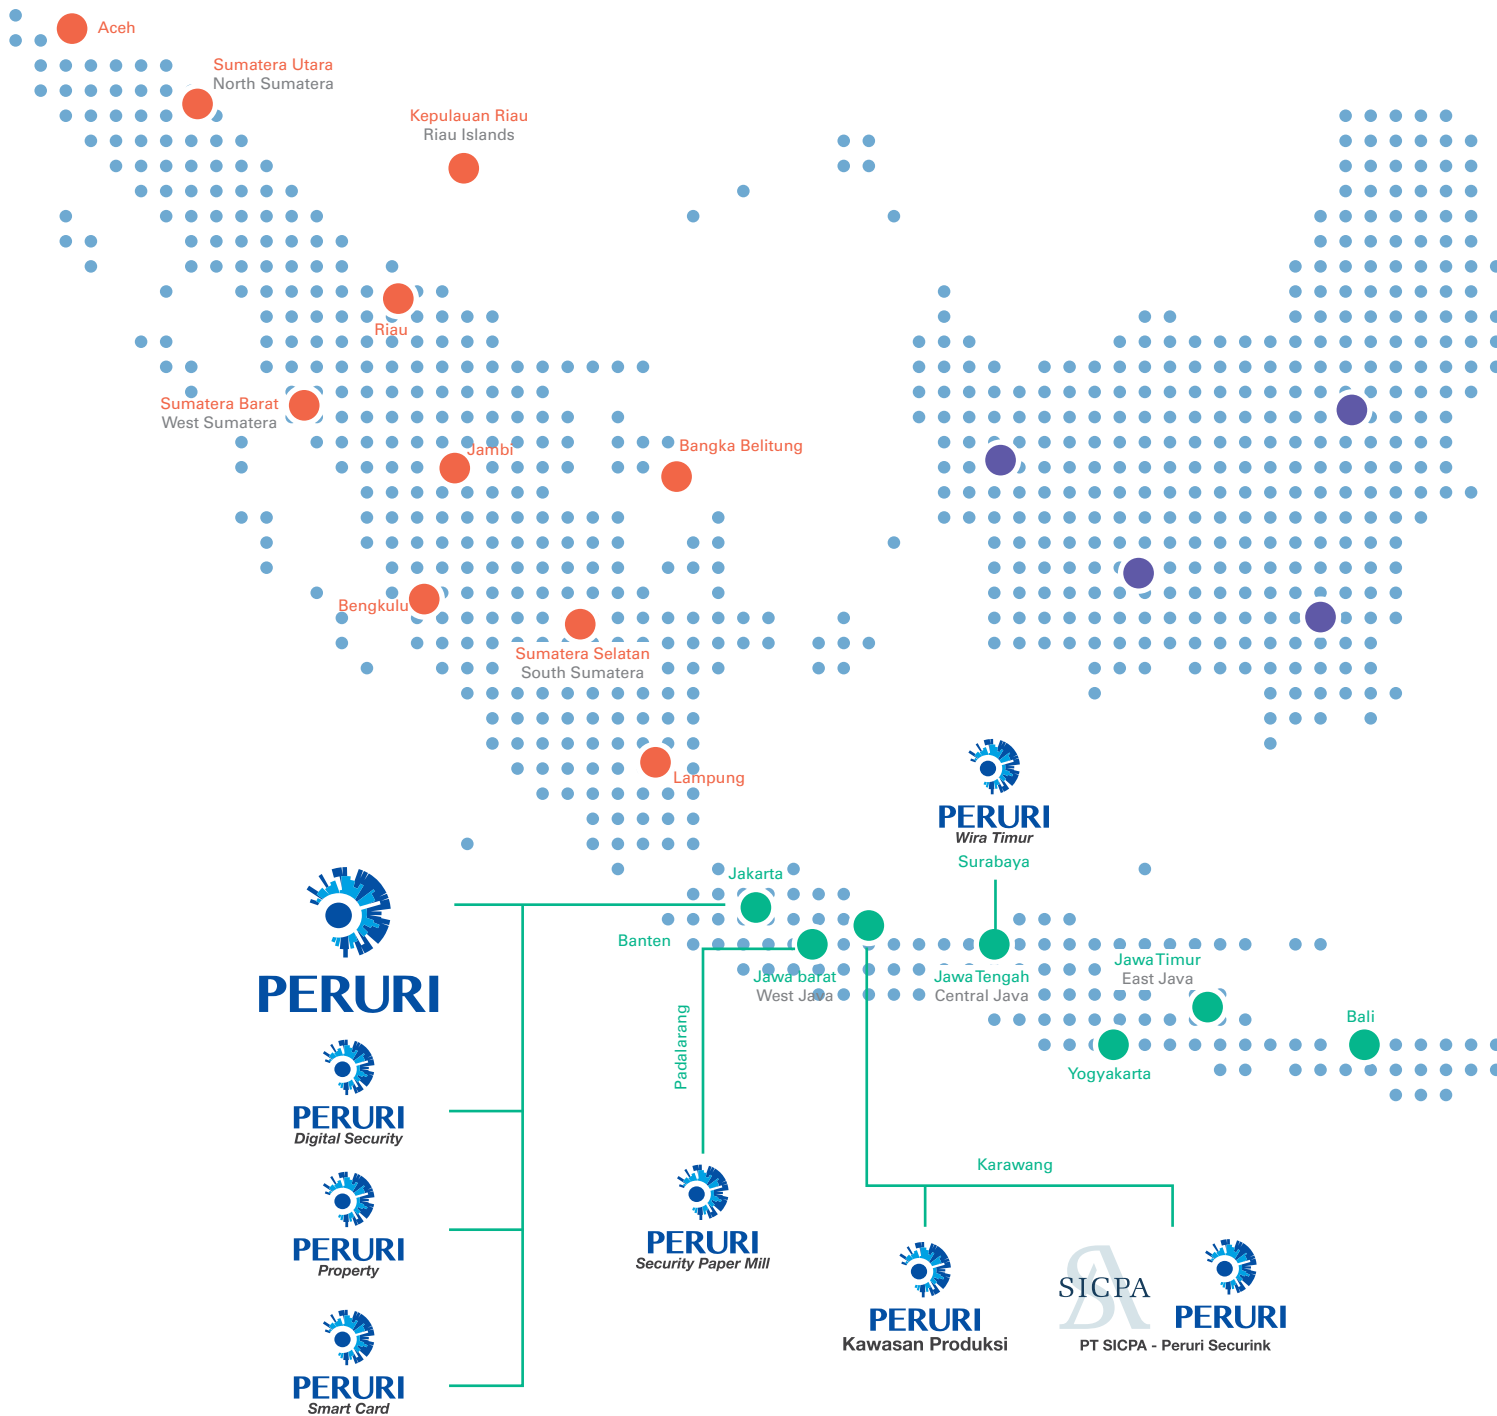 Aceh
Sumatera Utara
North Sumatera
Kepulauan Riau
Riau Islands
Riau
Sumatera Barat
West Sumatera
Jambi
Bangka Belitung
Bengkulu
Sumatera Selatan
South Sumatera
Lampung
PERURI
Wira Timur
Surabaya
Jakarta
Banten
Jawa barat
West Java
Jawa Tengah
Central Java
Jawa Timur
East Java
Bali
Yogyakarta
PERURI
PERURI
Digital Security
PERURI
Property
PERURI
Smart Card
Padalarang
PERURI
Security Paper Mill
Karawang
PERURI
Kawasan Produksi
SICPA
PERURI
PT SICPA - Peruri Securink